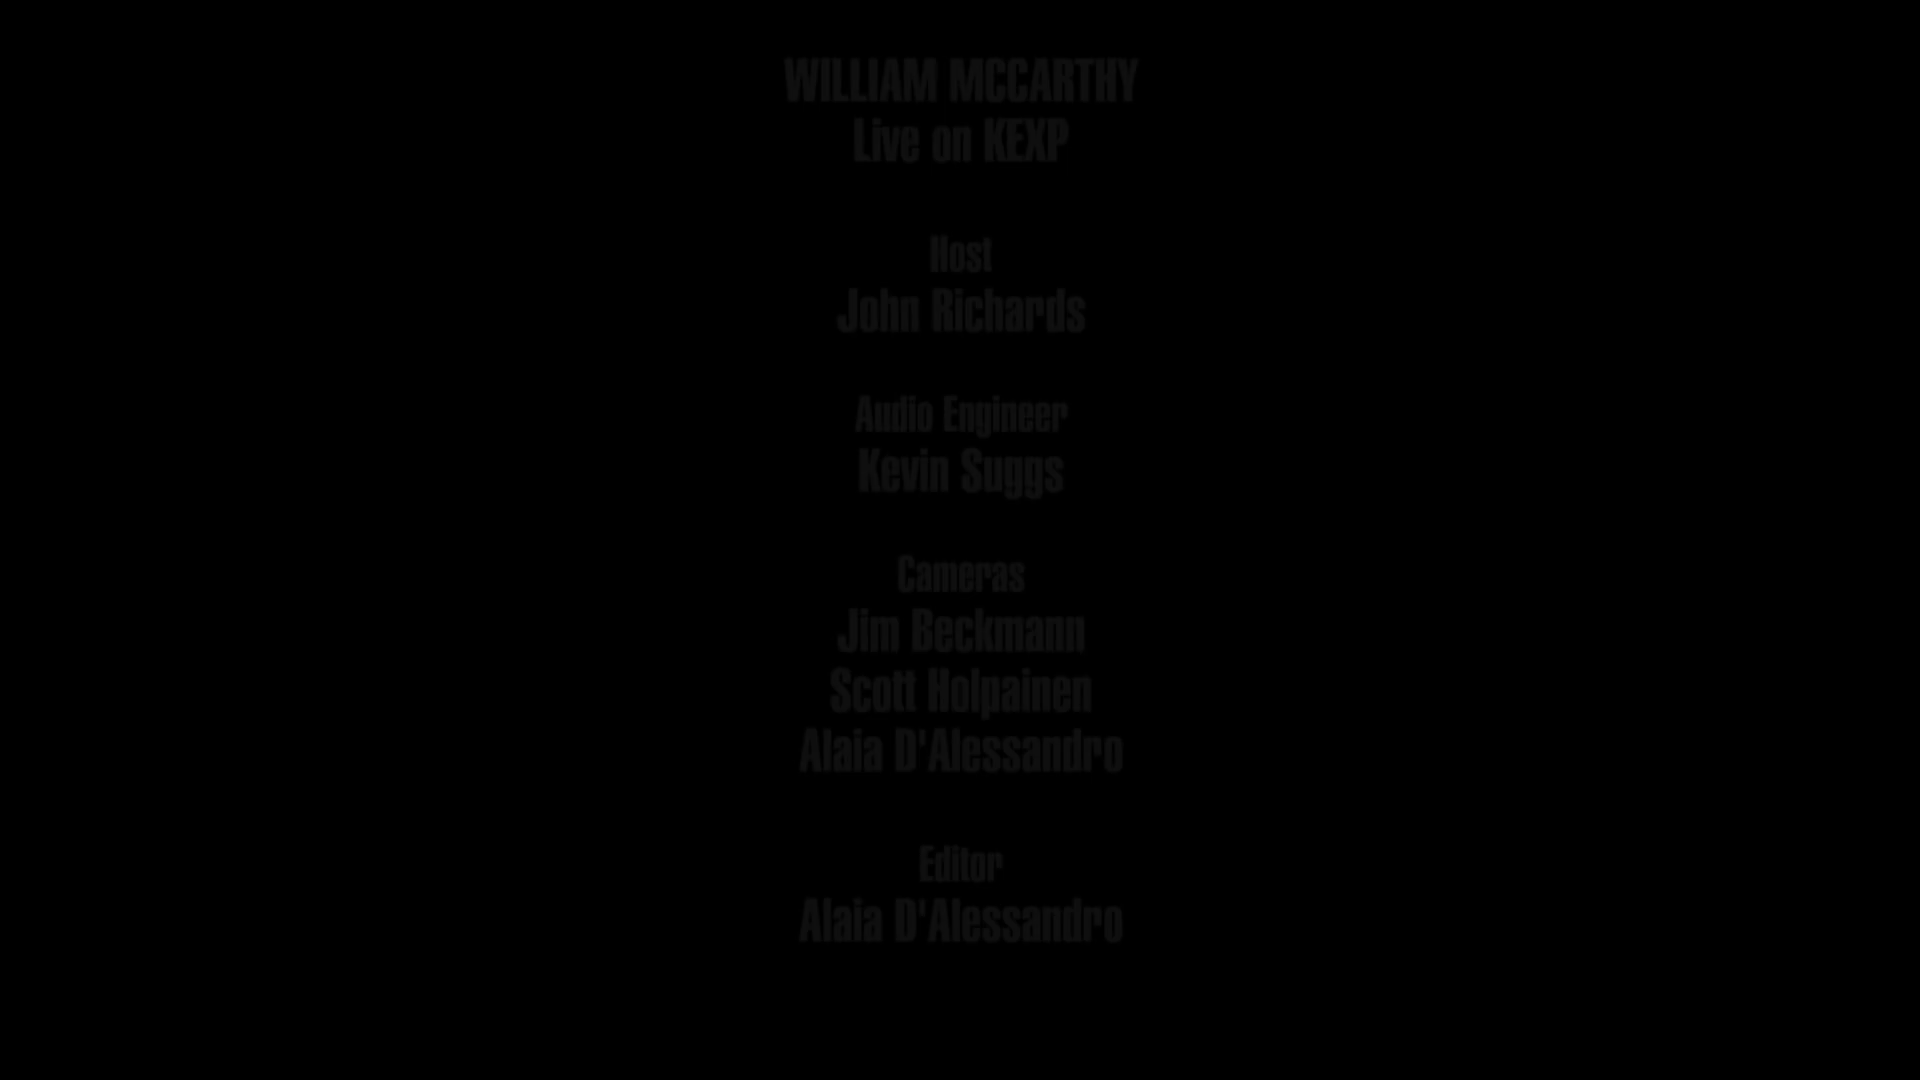 WILLIAM MCCARTHY
Live on KEXP
Host
John Richards
Audio Engineer
Kevin Suggs
Cameras
Jim Beckmann
Scott Holpainen
Alaia D'Alessandro
Editor
Alaia D'Alessandro